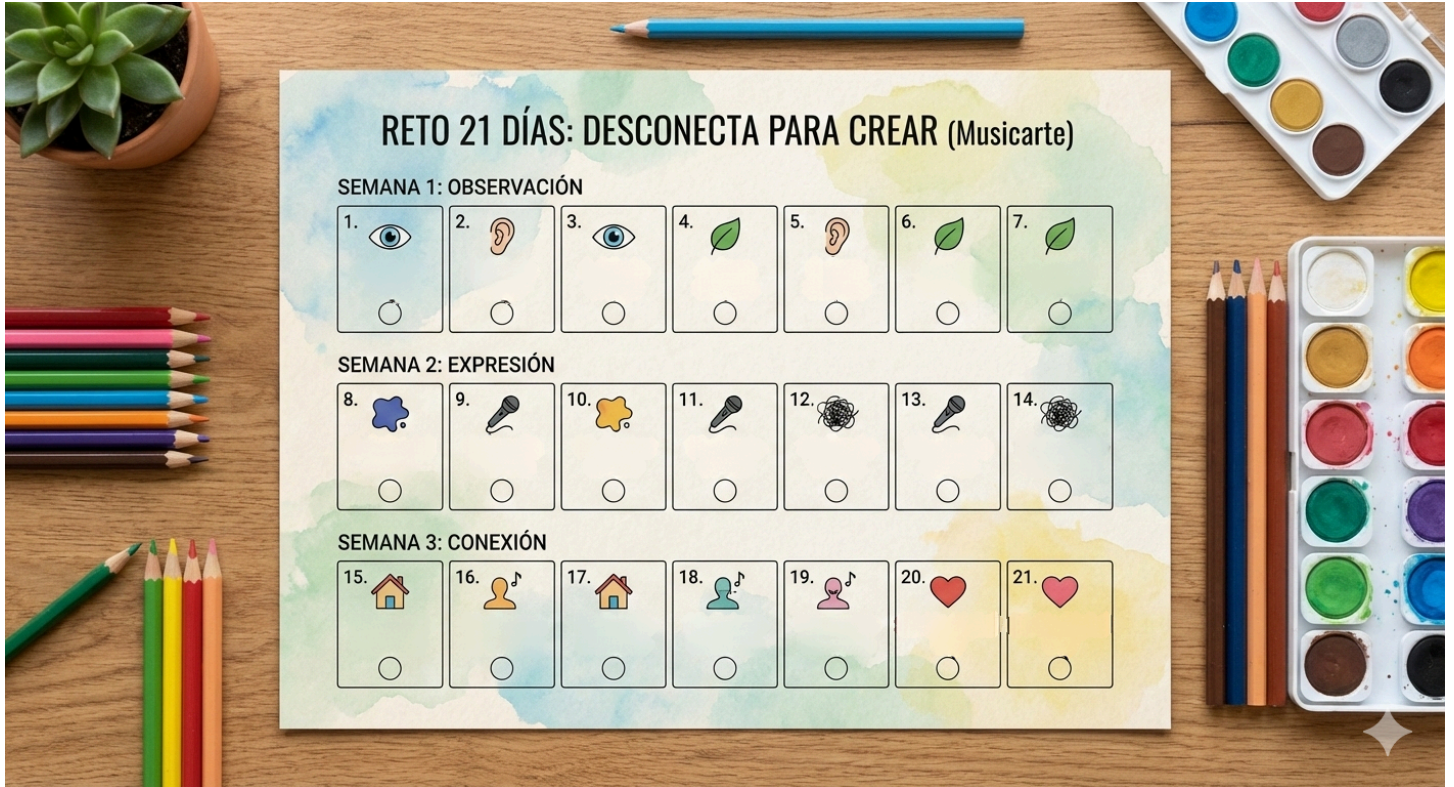 RETO 21 DÍAS: DESCONECTA PARA CREAR (Musicarte)
SEMANA 1: OBSERVACIÓN
1. 2. 3. 4. 5. 6. 7.
SEMANA 2: EXPRESIÓN
8. 9. 10. 11. 12. 13. 14.
SEMANA 3: CONEXIÓN
15. 16. 17. 18. 19. 20. 21.